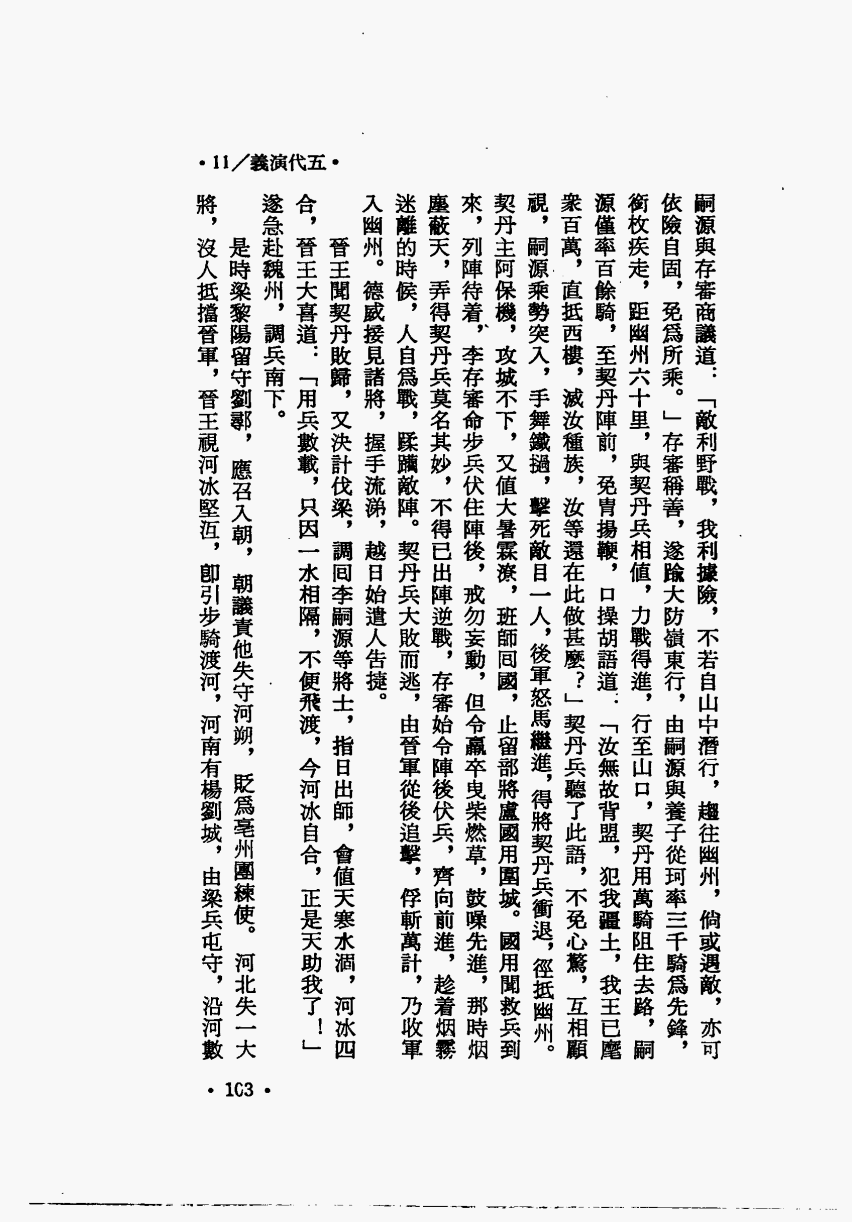 •11／義演代五•
嗣源與存審商議道：「敵利野戰，我利據險，不若自山中潛行，趨往幽州，倘或遇敵，亦可
依險自固，免爲所乘。」存審稱善，遂踰大防嶺東行，由嗣源與養子從珂率三千騎爲先鋒，
銜枚疾走，距幽州六十里，與契丹兵相值，力戰得進，行至山口，契丹用萬騎阻住去路，嗣
源僅率百餘騎，至契丹陣前，免冑揚鞭，口操胡語道：「汝無故背盟，犯我疆土，我王已麾
衆百萬，直抵西樓，滅汝種族，汝等還在此做甚麼？」契丹兵聽了此語，不免心驚，互相顧
視，嗣源乘勢突入，手舞鐵撾，擊死敵目一人，後軍怒馬繼進，得將契丹兵衝退，徑抵幽州。
契丹主阿保機，攻城不下，又值大暑霖潦，班師囘國，止留部將盧國用圍城。國用聞救兵到
來，列陣待着，李存審命步兵伏住陣後，戒勿妄動，但令羸卒曳柴燃草，鼓噪先進，那時烟
塵蔽天，弄得契丹兵莫名其妙，不得已出陣逆戰，存審始令陣後伏兵，齊向前進，趁着烟霧
迷離的時候，人自爲戰，蹂躪敵陣。契丹兵大敗而逃，由晉軍從後追擊，俘斬萬計，乃收軍
入幽州。德威接見諸將，握手流涕，越日始遣人告捷。
晉王聞契丹敗歸，又決計伐梁，調囘李嗣源等將士，指日出師，會值天寒水涸，河冰四
合，晉王大喜道：「用兵數載，只因一水相隔，不便飛渡，今河冰自合，正是天助我了！」
遂急赴魏州，調兵南下。
是時梁黎陽留守劉鄩，應召入朝，朝議責他失守河朔，貶爲亳州團練使。河北失一大
將，沒人抵擋晉軍，晉王視河冰堅沍，卽引步騎渡河，河南有楊劉城，由梁兵屯守，沿河數
•103•